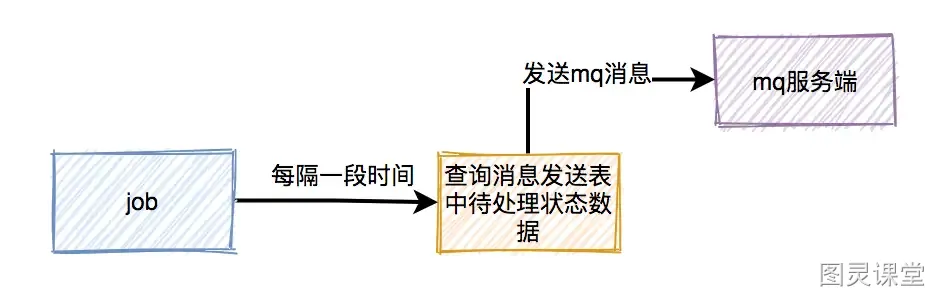 发送mq消息
mq服务端
job
每隔一段时间
查询消息发送表
中待处理状态数
据
图灵课堂